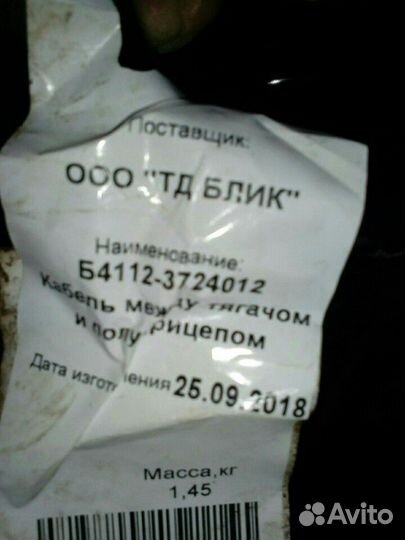 Поставщик:
ООО "ТД БЛИК"
Наименование:
Б4112-3724012
Кабель между тягачом
и полуприцепом
Дата изготовления 25.09.2018
Масса,кг
1,45
Avito